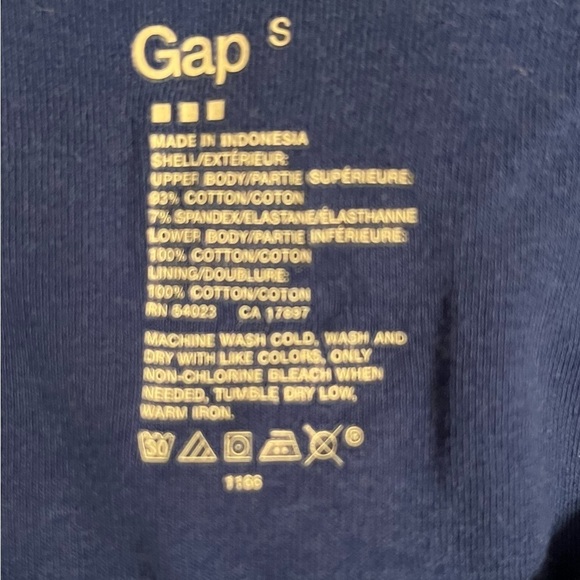 Gap S
MADE IN INDONESIA
SHELL/EXTÉRIEUR:
UPPER BODY/PARTIE SUPÉRIEURE:
93% COTTON/COTON
7% SPANDEX/ELASTANE/ÉLASTHANNE
LOWER BODY/PARTIE INFÉRIEURE:
100% COTTON/COTON
LINING/DOUBLURE:
100% COTTON/COTON
RN 54023 CA 17897
MACHINE WASH COLD, WASH AND
DRY WITH LIKE COLORS, ONLY
NON-CHLORINE BLEACH WHEN
NEEDED, TUMBLE DRY LOW,
WARM IRON.
30 ®
1166